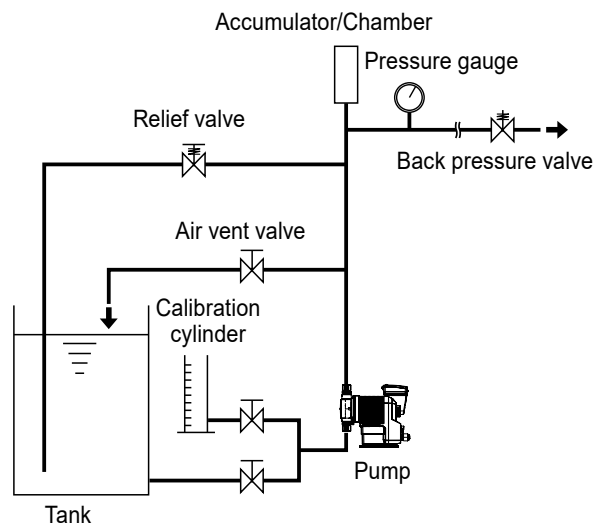 Accumulator/Chamber
Pressure gauge
Relief valve
Back pressure valve
Air vent valve
Calibration
cylinder
Pump
Tank